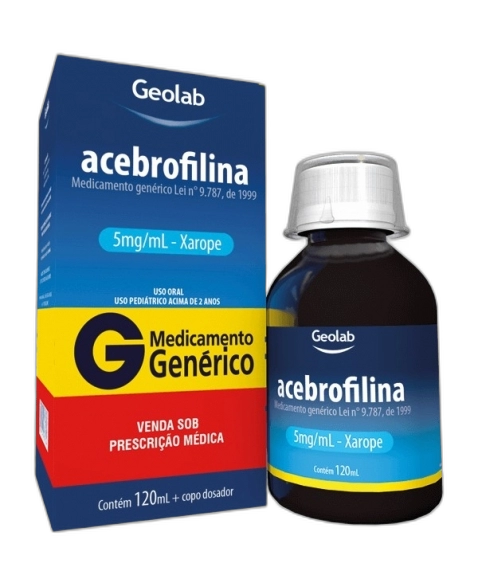 Geolab
acebrofilina
Medicamento genérico Lei nº 9.787, de 1999
5mg/mL - Xarope
USO ORAL
USO PEDIÁTRICO ACIMA DE 2 ANOS
G Medicamento
Genérico
VENDA SOB
PRESCRIÇÃO MÉDICA
Contém 120mL + copo dosador
Geolab
acebrofilina
Medicamento genérico Lei nº 9.787, de 1999
5mg/mL - Xarope
Contém 120mL